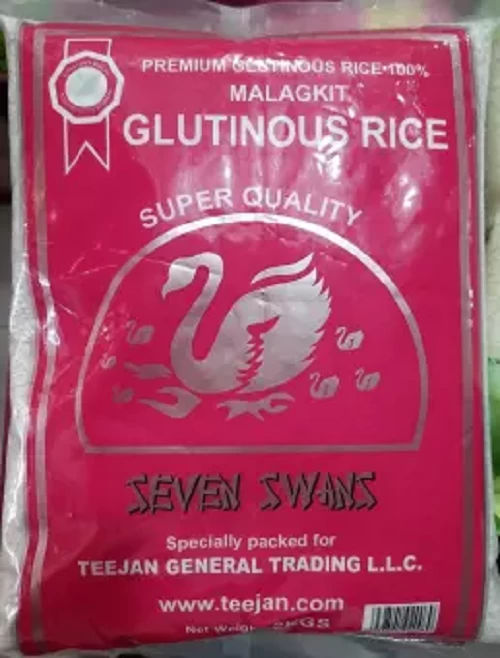 PREMIUM GLUTINOUS RICE•100%
MALAGKIT
GLUTINOUS RICE
SUPER QUALITY
SEVEN SWANS
Specially packed for
TEEJAN GENERAL TRADING L.L.C.
www.teejan.com
Net Weight KGS